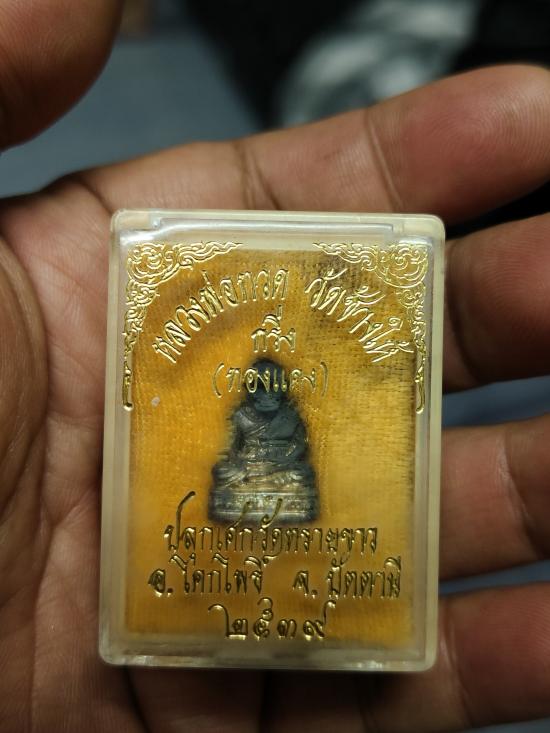 หลวงพ่อทวด วัดช้างให้
กริ่ง
(ทองแดง)
ปลุกเศกวัดทรายขาว
อ.โคกโพธิ์ จ.ปัตตานี
๒๕๓๙